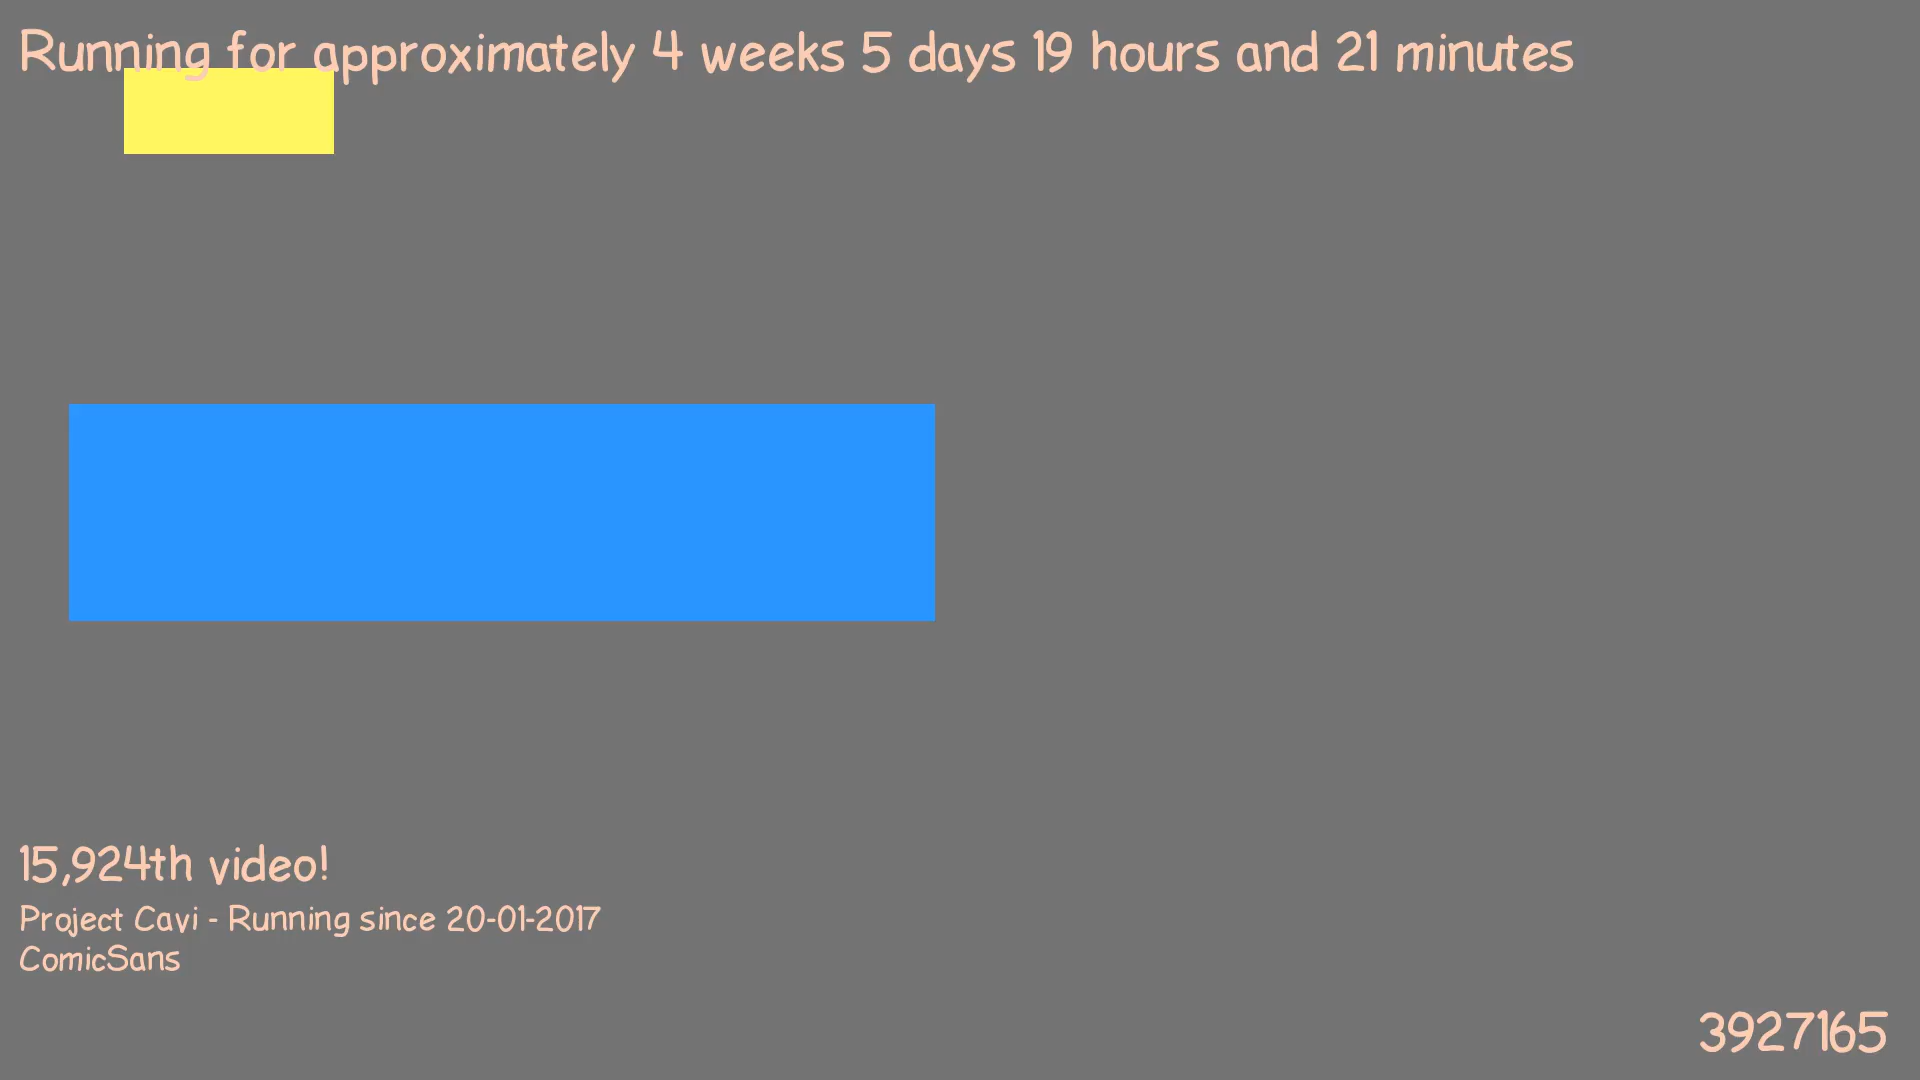 Running for approximately 4 weeks 5 days 19 hours and 21 minutes
15,924th video!
Project Cavi - Running since 20-01-2017
ComicSans
3927165